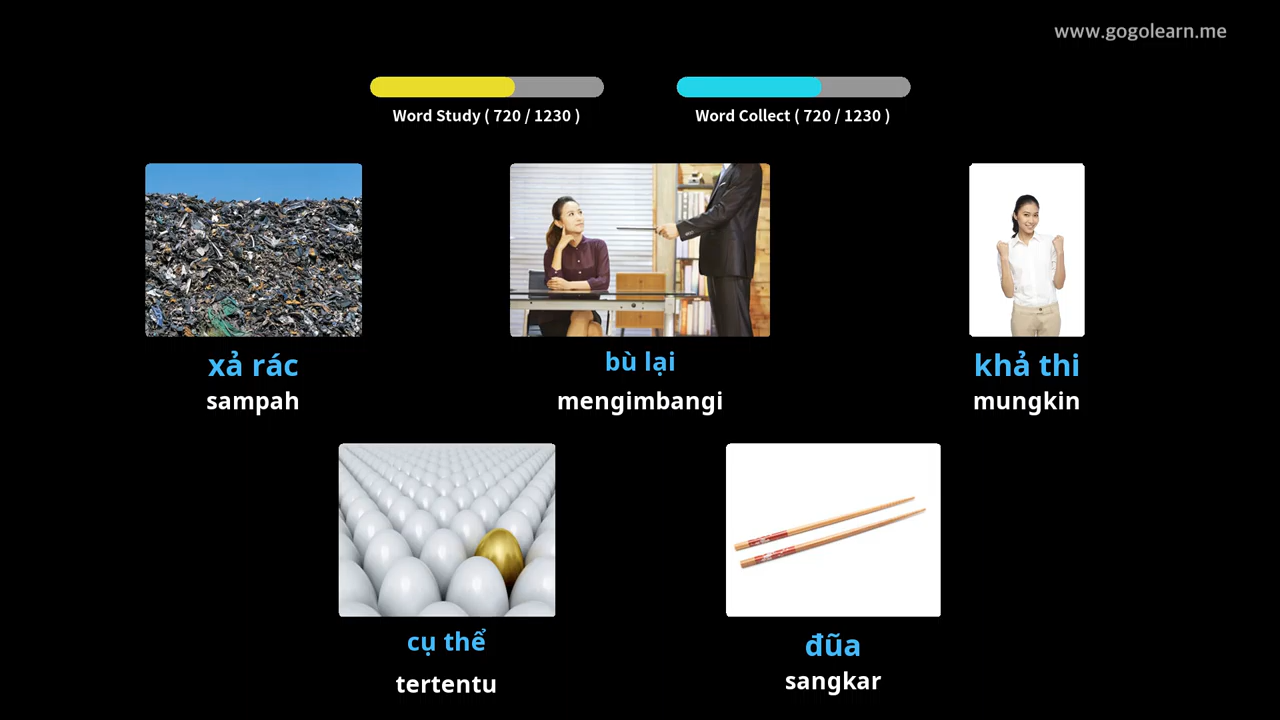 www.gogolearn.me
Word Study ( 720 / 1230 )
Word Collect ( 720 / 1230 )
xả rác
sampah
bù lại
mengimbangi
khả thi
mungkin
cụ thể
tertentu
đũa
sangkar